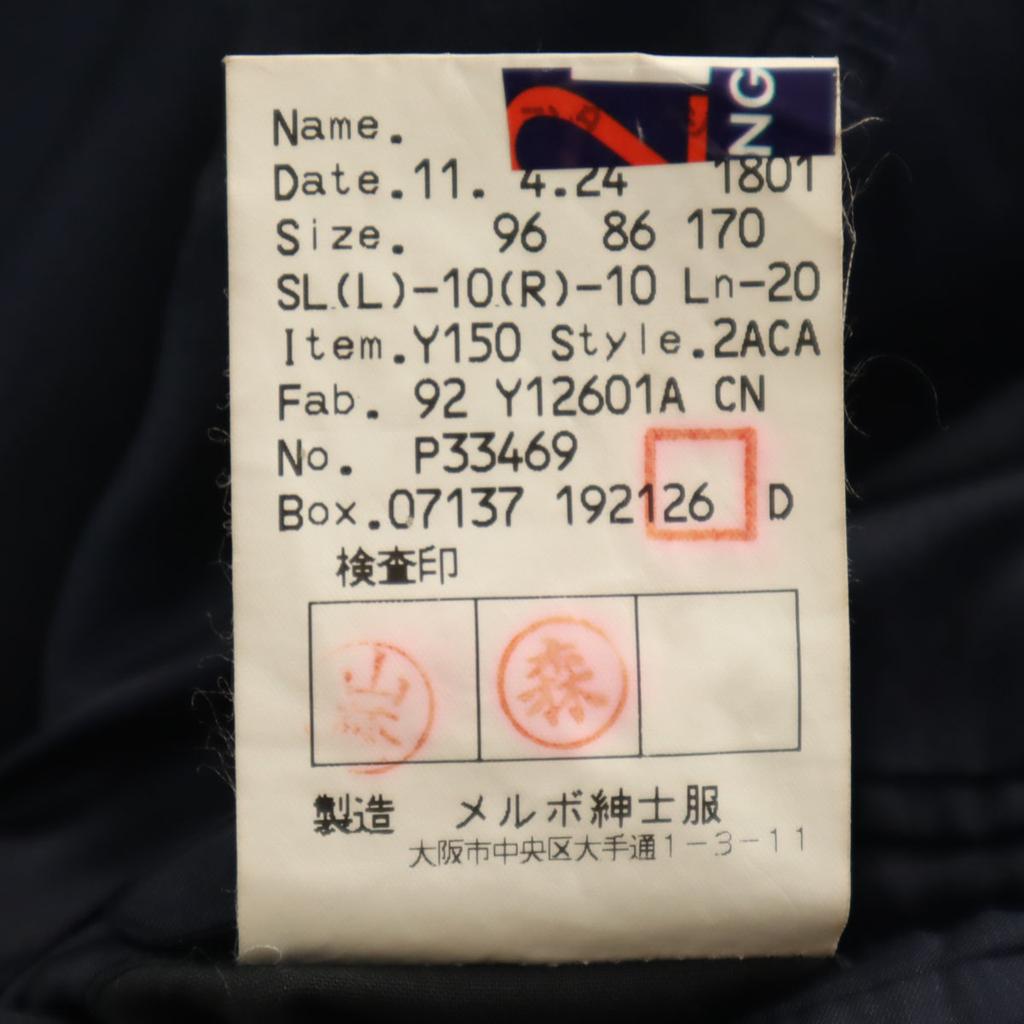 Name.
NG
Date.11. 4.24 1801
Size. 96 86 170
SL(L)-10(R)-10 Ln-20
Item.Y150 Style.2ACA
Fab. 92 Y12601A CN
No. P33469
Box.07137 192126 D
検査印
山
森
製造 メルボ紳士服
大阪市中央区大手通1-3-11